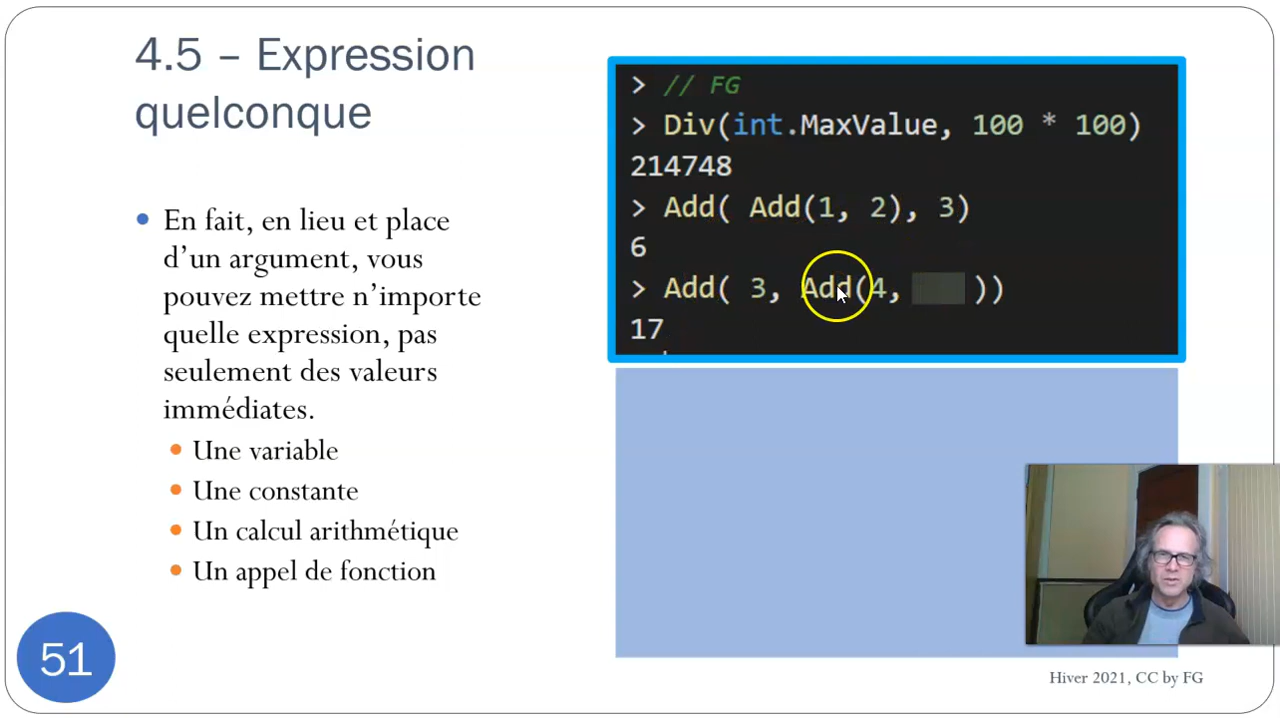 4.5 – Expression
quelconque
En fait, en lieu et place
d’un argument, vous
pouvez mettre n’importe
quelle expression, pas
seulement des valeurs
immédiates.
Une variable
Une constante
Un calcul arithmétique
Un appel de fonction
> // FG
> Div(int.MaxValue, 100 * 100)
214748
> Add( Add(1, 2), 3)
6
> Add( 3, Add(4, ))
17
51
Hiver 2021, CC by FG